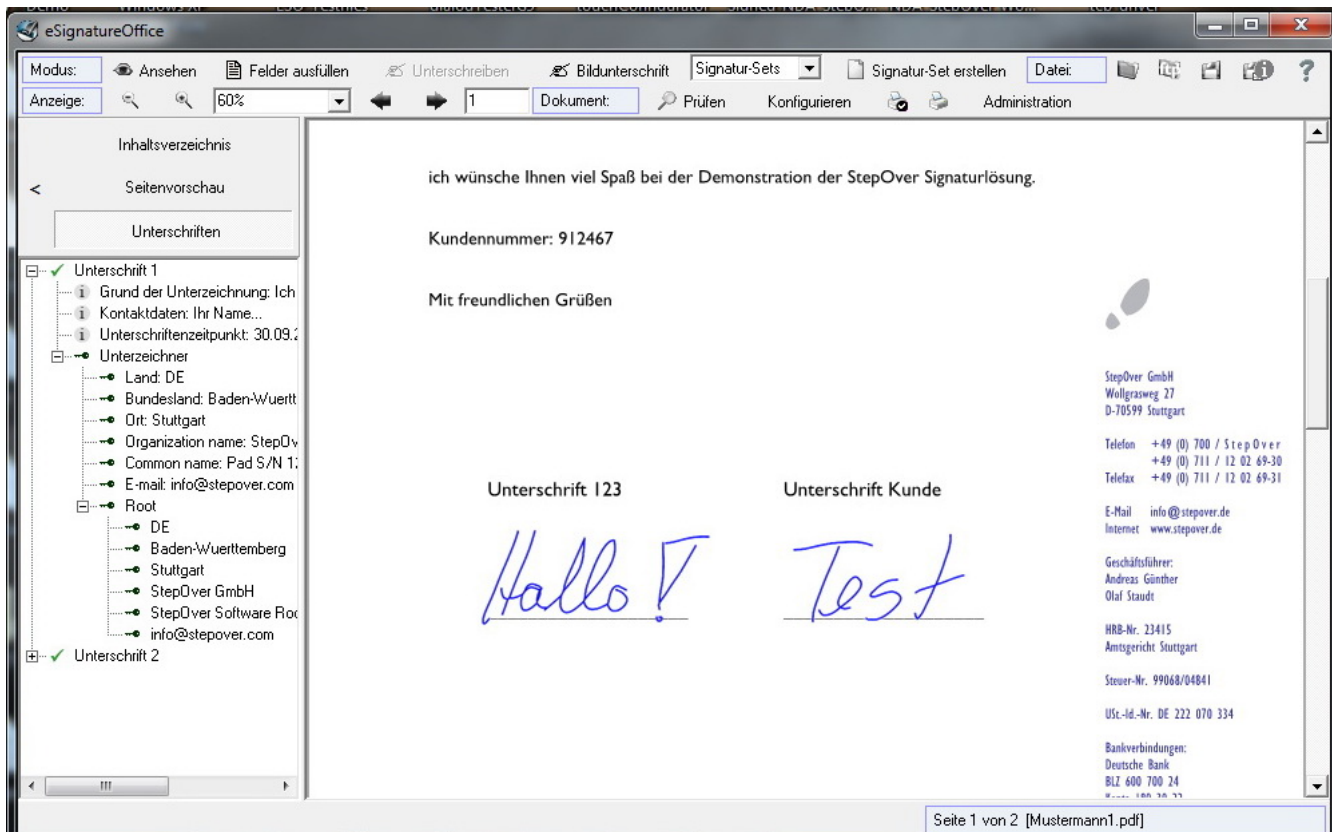 eSignatureOffice
Modus: Ansehen Felder ausfüllen Unterschreiben Bildunterschrift Signatur-Sets Signatur-Set erstellen Datei: ?
Anzeige: 60% 1 Dokument: Prüfen Konfigurieren Administration
Inhaltsverzeichnis
< Seitenvorschau
Unterschriften
Unterschrift 1
Grund der Unterzeichnung: Ich
Kontaktdaten: Ihr Name...
Unterschriftenzeitpunkt: 30.09.2
Unterzeichner
Land: DE
Bundesland: Baden-Wuertt
Ort: Stuttgart
Organization name: StepOv
Common name: Pad S/N 12
E-mail: info@stepover.com
Root
DE
Baden-Wuerttemberg
Stuttgart
StepOver GmbH
StepOver Software Roo
info@stepover.com
Unterschrift 2
ich wünsche Ihnen viel Spaß bei der Demonstration der StepOver Signaturlösung.
Kundennummer: 912467
Mit freundlichen Grüßen
Unterschrift 123 Unterschrift Kunde
Hallo! Test
StepOver GmbH
Wollgrasweg 27
D-70599 Stuttgart
Telefon +49 (0) 700 / StepOver
+49 (0) 711 / 12 02 69-30
Telefax +49 (0) 711 / 12 02 69-31
E-Mail info@stepover.de
Internet www.stepover.de
Geschäftsführer:
Andreas Günther
Olaf Staudt
HRB-Nr. 23415
Amtsgericht Stuttgart
Steuer-Nr. 99068/04841
USt.-Id.-Nr. DE 222 070 334
Bankverbindungen:
Deutsche Bank
BLZ 600 700 24
Seite 1 von 2 [Mustermann1.pdf]